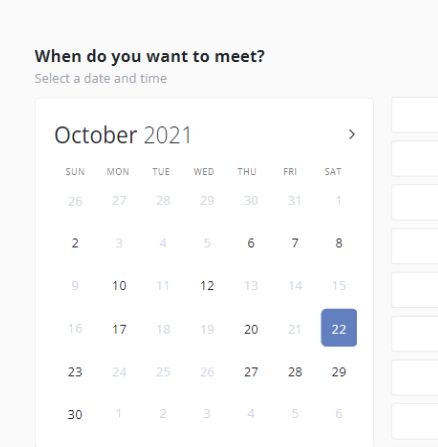 When do you want to meet?
Select a date and time
October 2021 >
SUN MON TUE WED THU FRI SAT
26 27 28 29 30 31 1
2 3 4 5 6 7 8
9 10 11 12 13 14 15
16 17 18 19 20 21 22
23 24 25 26 27 28 29
30 1 2 3 4 5 6